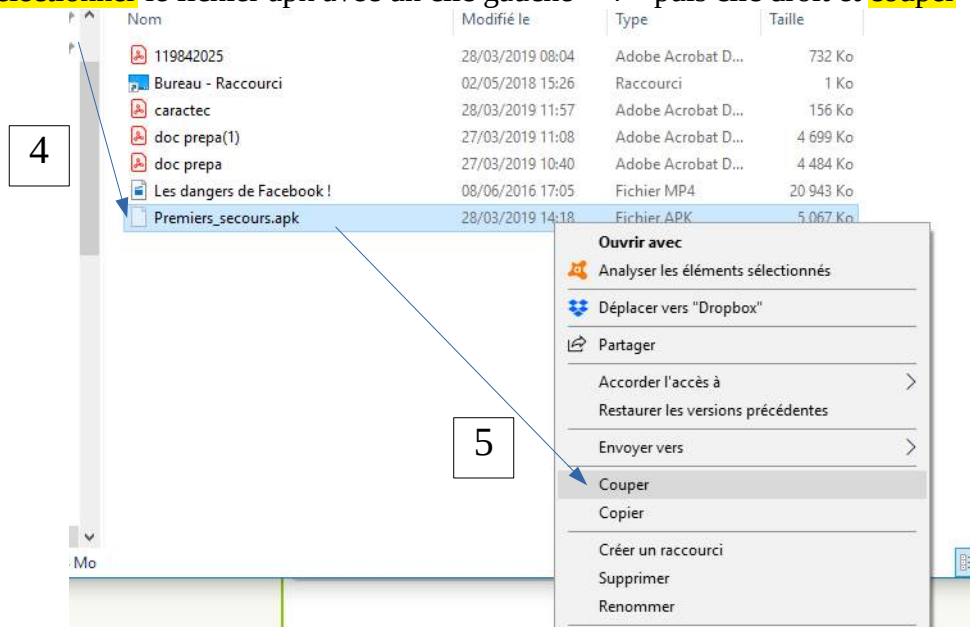 le fichier apk avec un clic gauche puis clic droit et couper
Nom Modifié le Type Taille
119842025 28/03/2019 08:04 Adobe Acrobat D... 732 Ko
Bureau - Raccourci 02/05/2018 15:26 Raccourci 1 Ko
caractec 28/03/2019 11:57 Adobe Acrobat D... 156 Ko
doc prepa(1) 27/03/2019 11:08 Adobe Acrobat D... 4 699 Ko
4
doc prepa 27/03/2019 10:40 Adobe Acrobat D... 4 484 Ko
Les dangers de Facebook ! 08/06/2016 17:05 Fichier MP4 20 943 Ko
Premiers_secours.apk 28/03/2019 14:18 Fichier APK 5 067 Ko
Ouvrir avec
Analyser les éléments sélectionnés
Déplacer vers "Dropbox"
Partager
Accorder l'accès à
Restaurer les versions précédentes
5
Envoyer vers
Couper
Copier
Créer un raccourci
Mo
Supprimer
Renommer